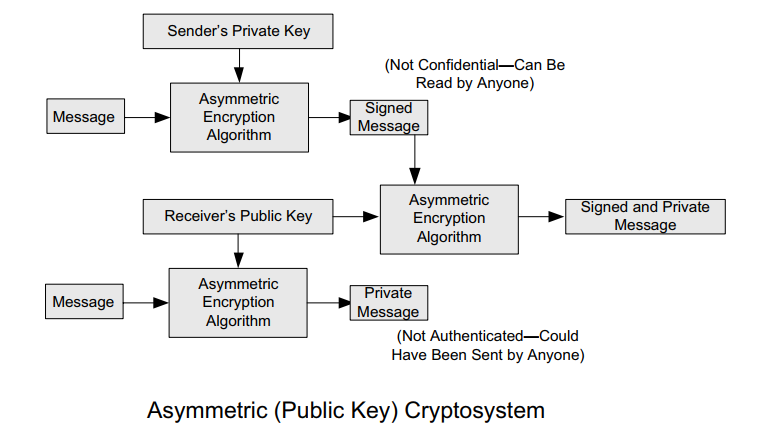 Sender’s Private Key
(Not Confidential—Can Be
Read by Anyone)
Message
Asymmetric
Encryption
Algorithm
Signed
Message
Receiver’s Public Key
Asymmetric
Encryption
Algorithm
Signed and Private
Message
Message
Asymmetric
Encryption
Algorithm
Private
Message
(Not Authenticated—Could
Have Been Sent by Anyone)
Asymmetric (Public Key) Cryptosystem